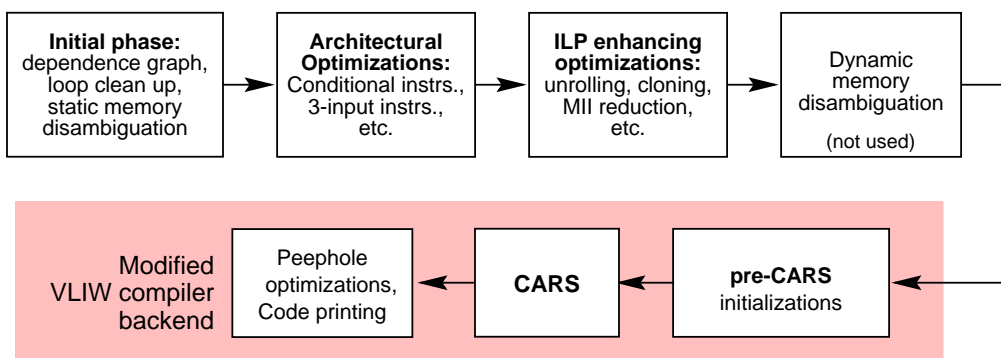 Initial phase:
dependence graph,
loop clean up,
static memory
disambiguation
Architectural
Optimizations:
Conditional instrs.,
3-input instrs.,
etc.
ILP enhancing
optimizations:
unrolling, cloning,
MII reduction,
etc.
Dynamic
memory
disambiguation
(not used)
Modified
VLIW compiler
backend
Peephole
optimizations,
Code printing
CARS
pre-CARS
initializations